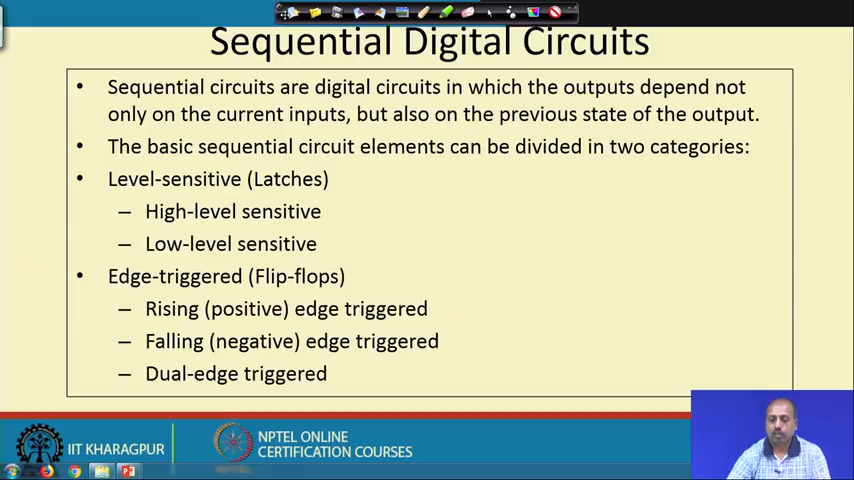 Sequential Digital Circuits
• Sequential circuits are digital circuits in which the outputs depend not
only on the current inputs, but also on the previous state of the output.
• The basic sequential circuit elements can be divided in two categories:
• Level-sensitive (Latches)
– High-level sensitive
– Low-level sensitive
• Edge-triggered (Flip-flops)
– Rising (positive) edge triggered
– Falling (negative) edge triggered
– Dual-edge triggered
IIT KHARAGPUR
NPTEL ONLINE
CERTIFICATION COURSES